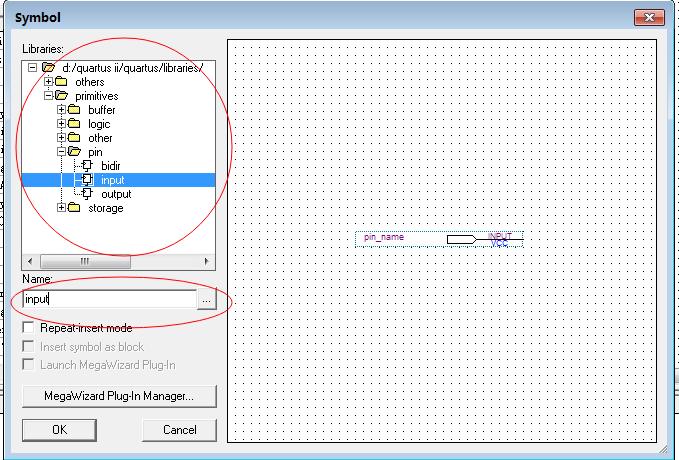 Symbol
Libraries:
d:/quartus ii/quartus/libraries/
others
primitives
buffer
logic
other
pin
bidir
input
output
storage
Name:
input
...
Repeat-insert mode
Insert symbol as block
Launch MegaWizard Plug-In
MegaWizard Plug-In Manager...
OK
Cancel
pin_name
INPUT
VCC